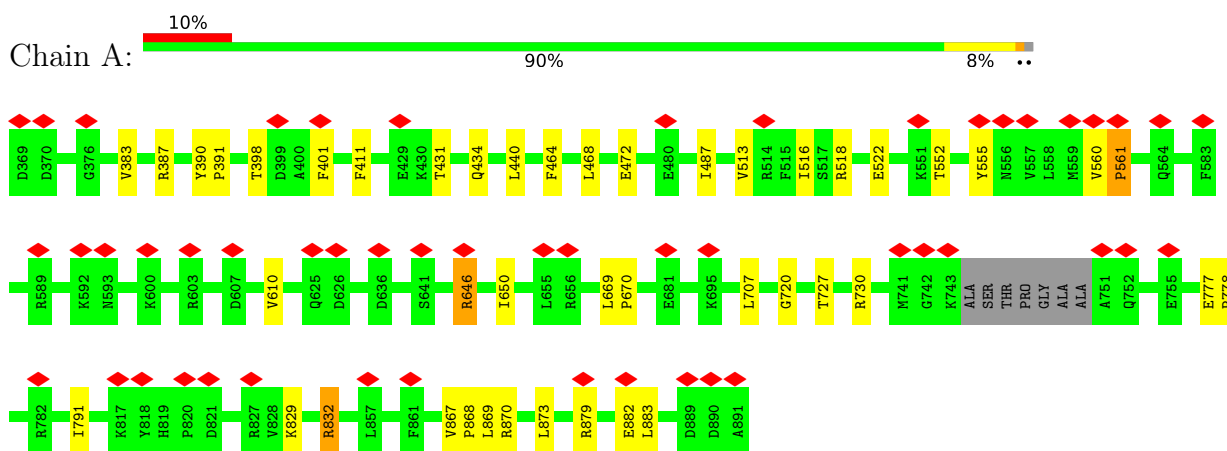 10%
Chain A:
90% 8% ••
D369 D370 G376 V383 R387 Y390 P391 T398 D399 A400 F401 F411 E429 K430 T431 Q434 L440 F464 L468 E472 E480 I487 V513 R514 F515 I516 S517 R518 E522 K551 T552 Y555 N556 V557 L558 M559 V560 P561 Q564 F583
R589 K592 N593 K600 R603 D607 V610 Q625 D626 D636 S641 R646 I650 L655 R656 L669 P670 E681 K695 L707 G720 T727 R730 M741 G742 K743 ALA SER THR PRO GLY ALA ALA A751 Q752 E755 E777
R782 I791 K817 Y818 H819 P820 D821 R827 V828 K829 R832 L857 F861 V867 P868 L869 R870 L873 R879 E882 L883 D889 D890 A891